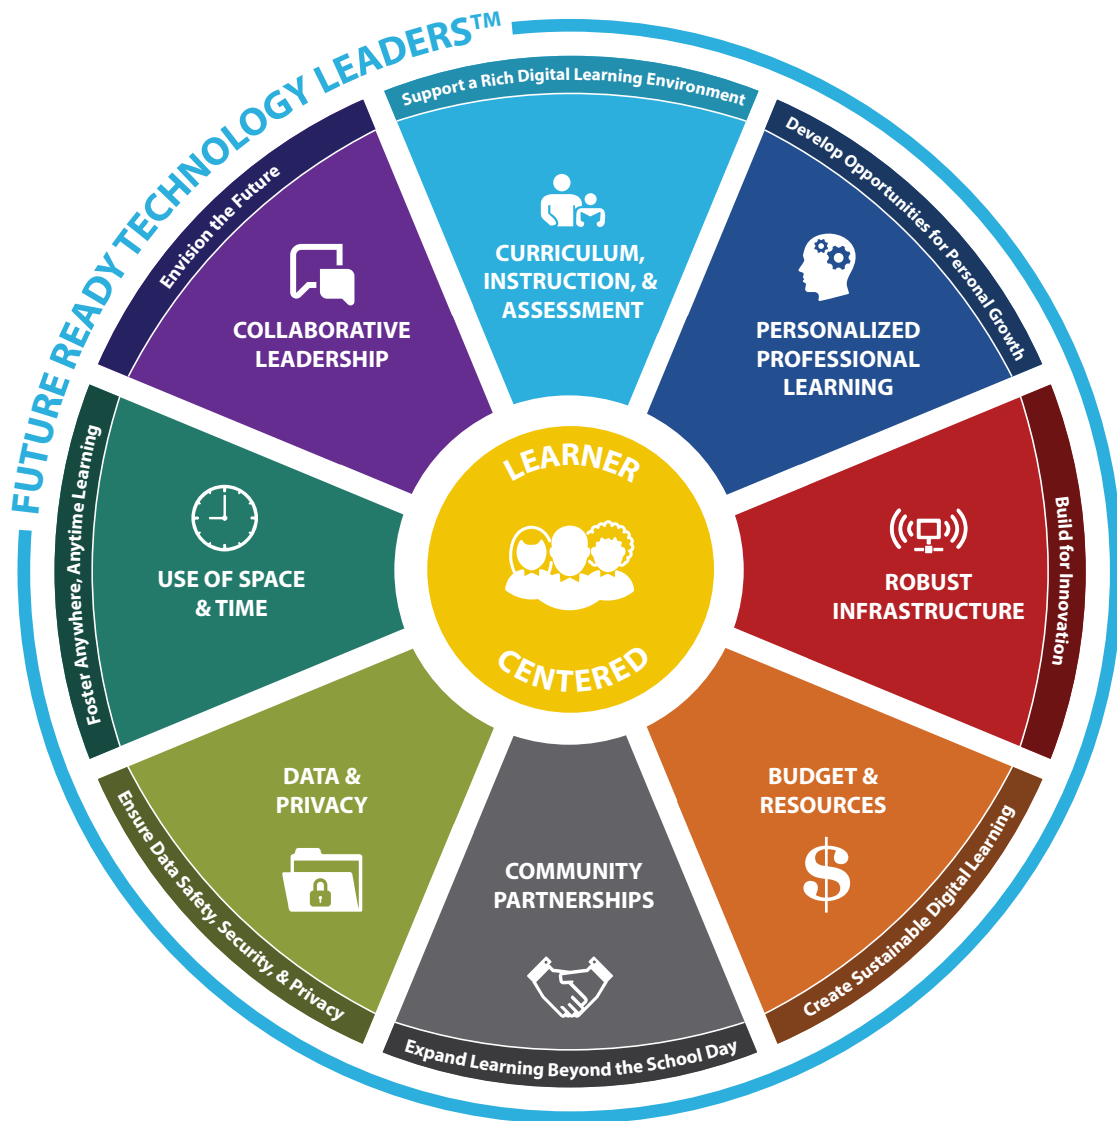 FUTURE READY TECHNOLOGY LEADERS™
Support a Rich Digital Learning Environment
CURRICULUM,
INSTRUCTION, &
ASSESSMENT
Develop Opportunities for Personal Growth
PERSONALIZED
PROFESSIONAL
LEARNING
Build for Innovation
ROBUST
INFRASTRUCTURE
Create Sustainable Digital Learning
BUDGET &
RESOURCES
$
Expand Learning Beyond the School Day
COMMUNITY
PARTNERSHIPS
Ensure Data Safety, Security, & Privacy
DATA &
PRIVACY
Foster Anywhere, Anytime Learning
USE OF SPACE
& TIME
Envision the Future
COLLABORATIVE
LEADERSHIP
LEARNER
CENTERED